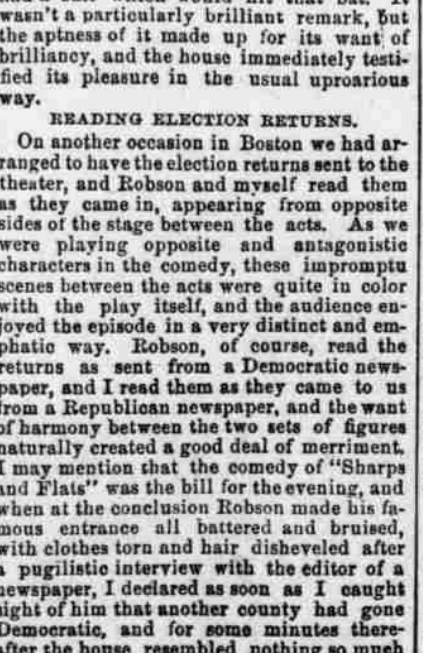 wasn't a particularly brilliant remark, but
the aptness of it made up for its want of
brilliancy, and the house immediately testi-
fied its pleasure in the usual uproarious
way.
READING ELECTION RETURNS.
On another occasion in Boston we had ar-
ranged to have the election returns sent to the
theater, and Robson and myself read them
as they came in, appearing from opposite
sides of the stage between the acts. As we
were playing opposite and antagonistic
characters in the comedy, these impromptu
scenes between the acts were quite in color
with the play itself, and the audience en-
joyed the episode in a very distinct and em-
phatic way. Robson, of course, read the
returns as sent from a Democratic news-
paper, and I read them as they came to us
from a Republican newspaper, and the want
of harmony between the two sets of figures
naturally created a good deal of merriment.
I may mention that the comedy of "Sharps
and Flats" was the bill for the evening, and
when at the conclusion Robson made his fa-
mous entrance all battered and bruised,
with clothes torn and hair disheveled after
a pugilistic interview with the editor of a
newspaper, I declared as soon as I caught
sight of him that another county had gone
Democratic, and for some minutes there-
after the house resembled nothing so much